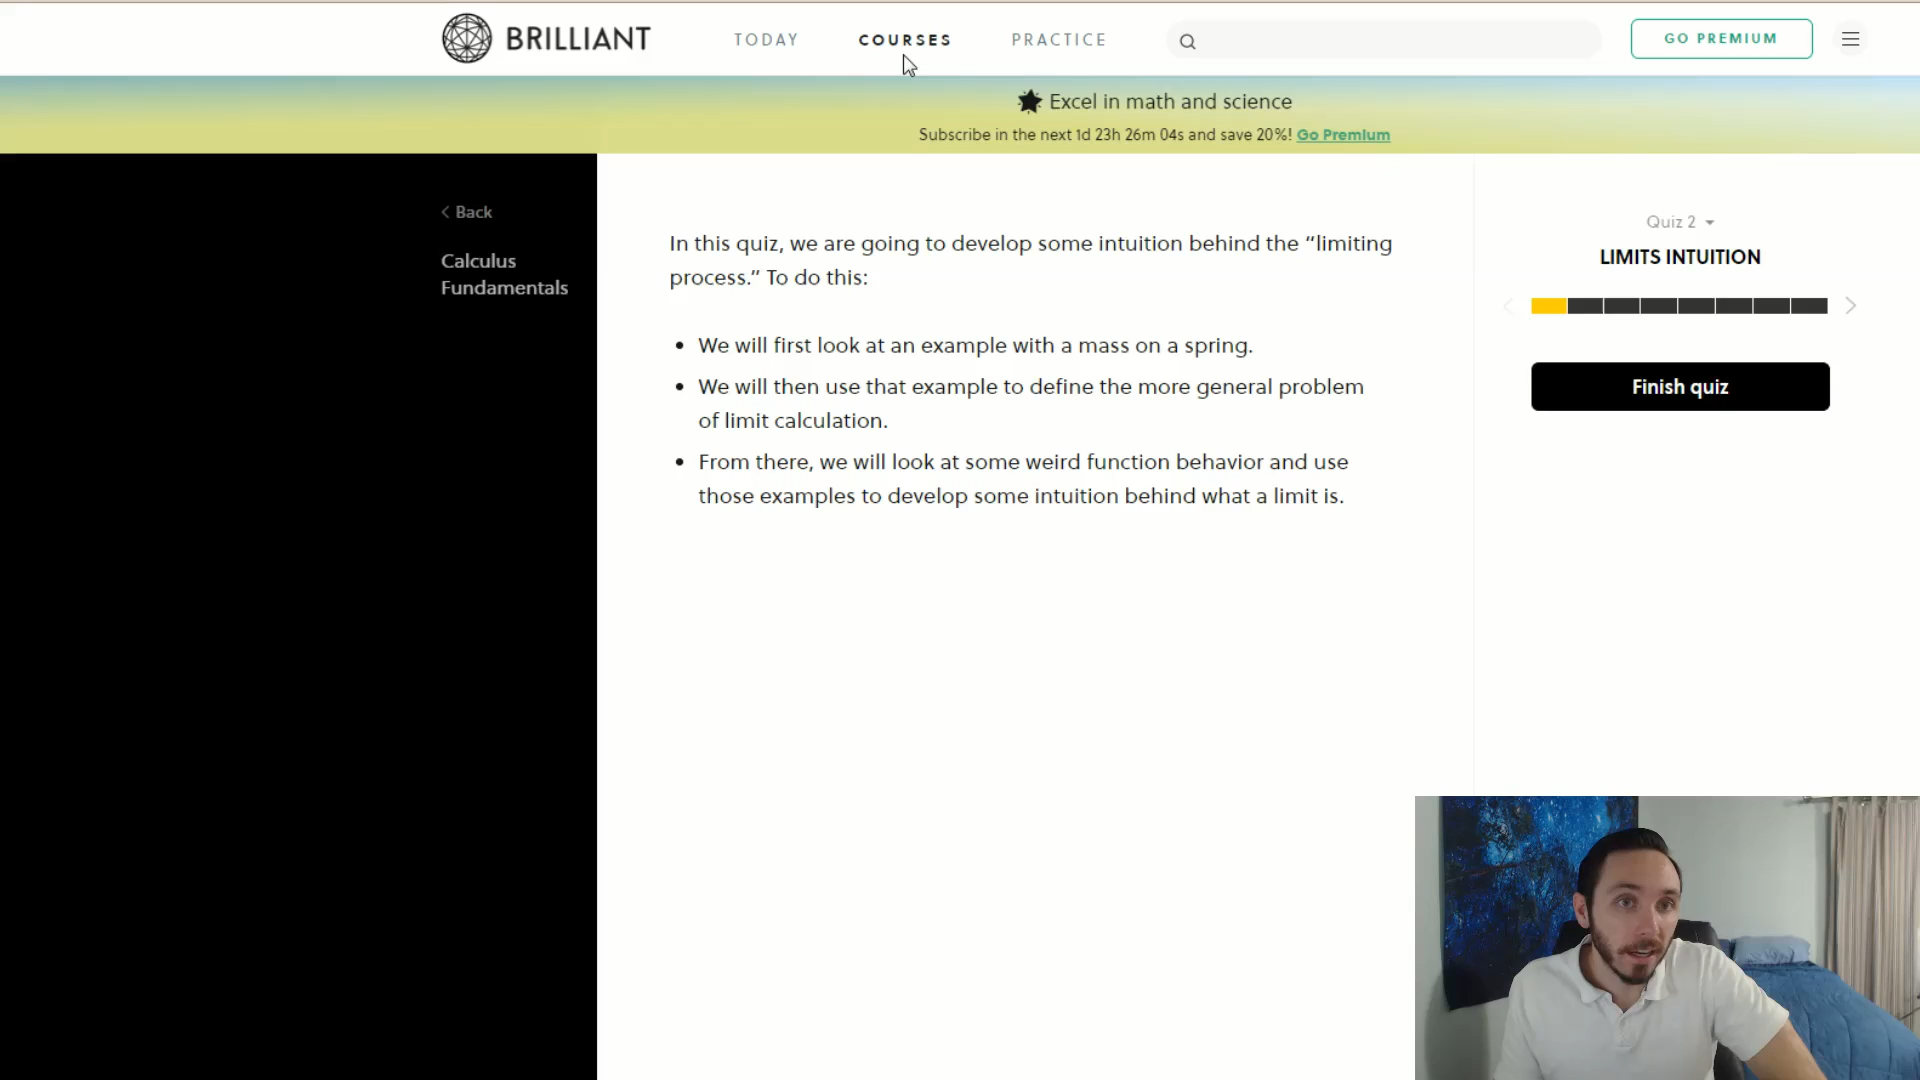 BRILLIANT
TODAY
COURSES
PRACTICE
GO PREMIUM
Excel in math and science
Subscribe in the next 1d 23h 26m 04s and save 20%! Go Premium
Back
Calculus
Fundamentals
In this quiz, we are going to develop some intuition behind the “limiting
process.” To do this:
• We will first look at an example with a mass on a spring.
• We will then use that example to define the more general problem
of limit calculation.
• From there, we will look at some weird function behavior and use
those examples to develop some intuition behind what a limit is.
Quiz 2
LIMITS INTUITION
Finish quiz